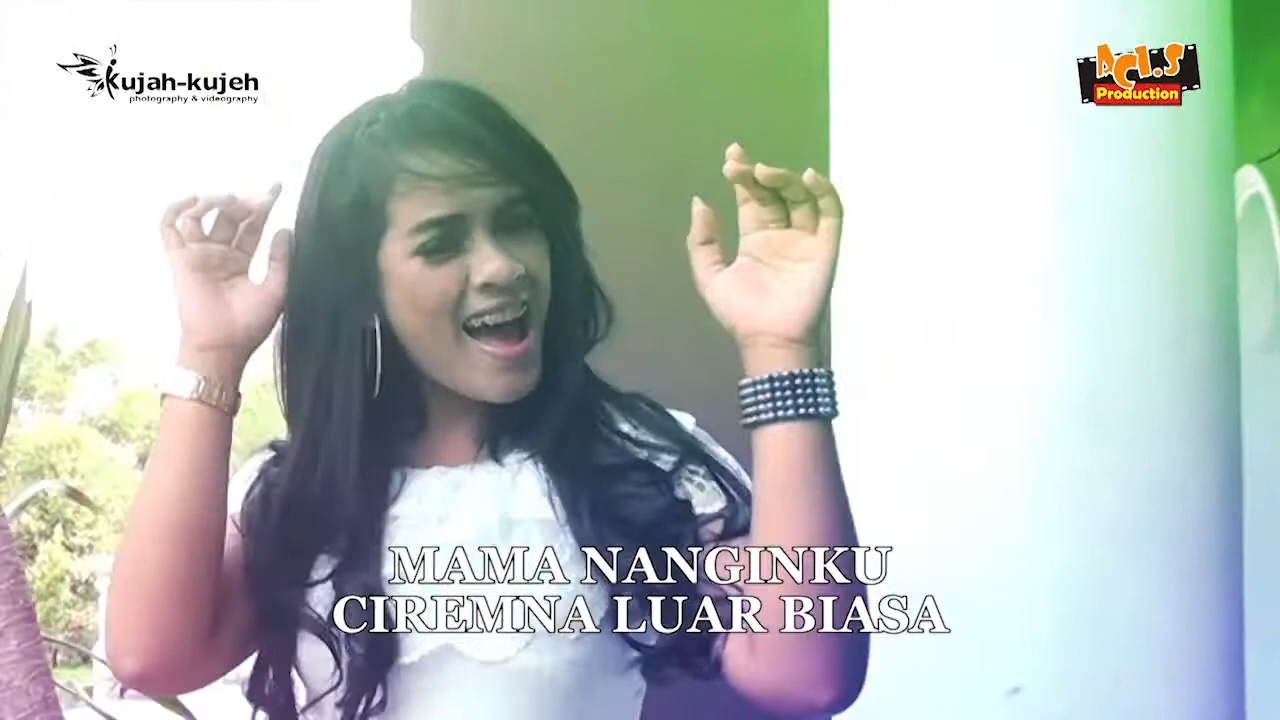 Kujah-kujeh
photography & videography
ACI.S
Production
MAMA NANGINKU
CIREMNA LUAR BIASA